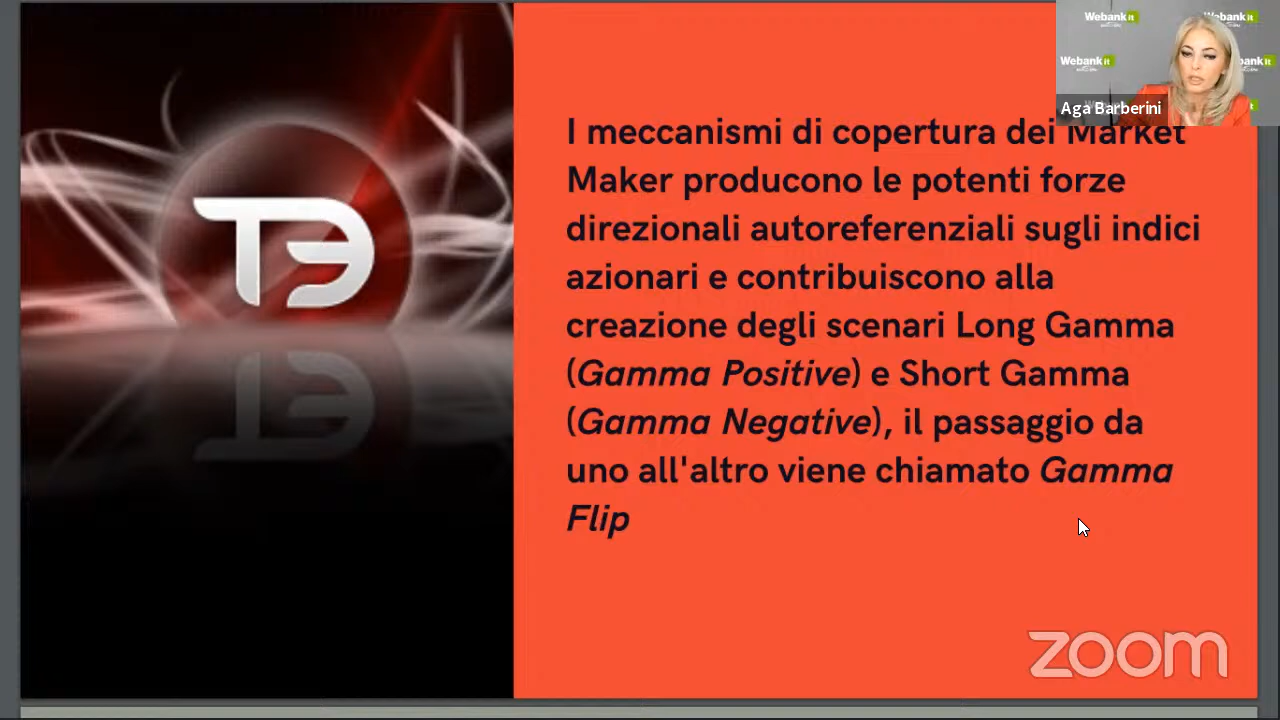 Webank.it
Webank.it
Webank.it
Aga Barberini
I meccanismi di copertura dei Market
Maker producono le potenti forze
direzionali autoreferenziali sugli indici
azionari e contribuiscono alla
creazione degli scenari Long Gamma
(Gamma Positive) e Short Gamma
(Gamma Negative), il passaggio da
uno all'altro viene chiamato Gamma
Flip
zoom